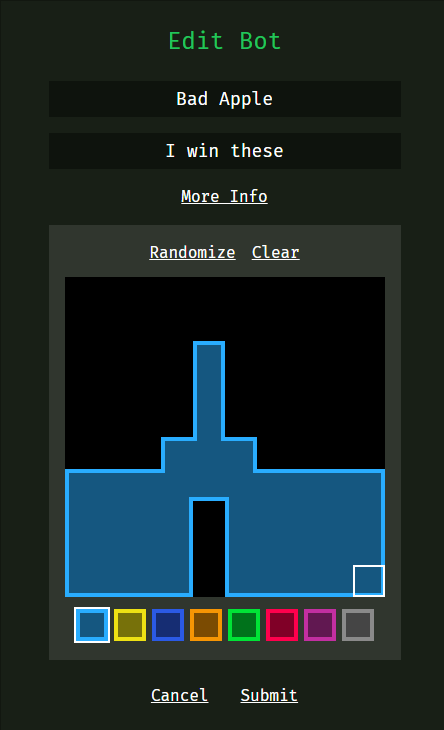 Edit Bot
Bad Apple
I win these
More Info
Randomize Clear
Cancel Submit